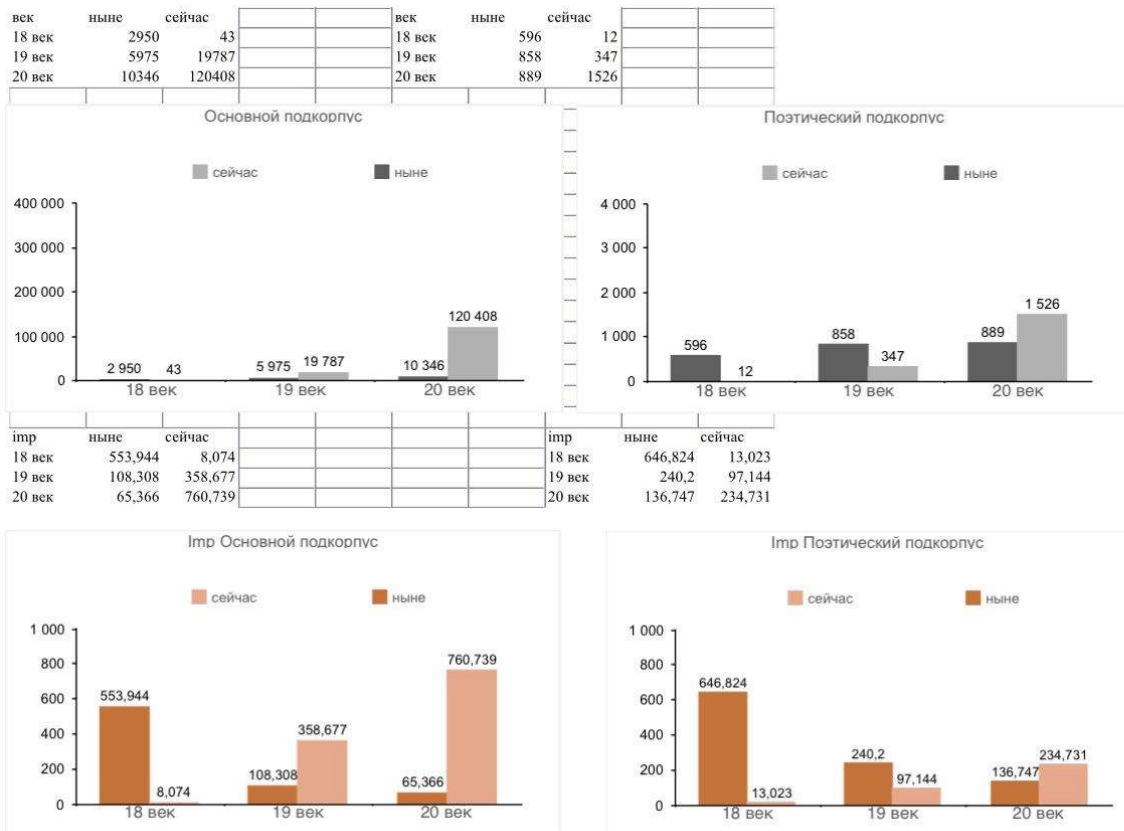 век ныне сейчас век ныне сейчас
18 век 2950 43 18 век 596 12
19 век 5975 19787 19 век 858 347
20 век 10346 120408 20 век 889 1526
Основной подкорпус
сейчас ныне
400 000
300 000
200 000
100 000
0
2 950 43 5 975 19 787 10 346 120 408
18 век 19 век 20 век
Поэтический подкорпус
сейчас ныне
4 000
3 000
2 000
1 000
0
596 12 858 347 889 1 526
18 век 19 век 20 век
imp ныне сейчас imp ныне сейчас
18 век 553,944 8,074 18 век 646,824 13,023
19 век 108,308 358,677 19 век 240,2 97,144
20 век 65,366 760,739 20 век 136,747 234,731
Imp Основной подкорпус
сейчас ныне
1 000
800
600
400
200
0
553,944 8,074 108,308 358,677 65,366 760,739
18 век 19 век 20 век
Imp Поэтический подкорпус
сейчас ныне
1 000
800
600
400
200
0
646,824 13,023 240,2 97,144 136,747 234,731
18 век 19 век 20 век